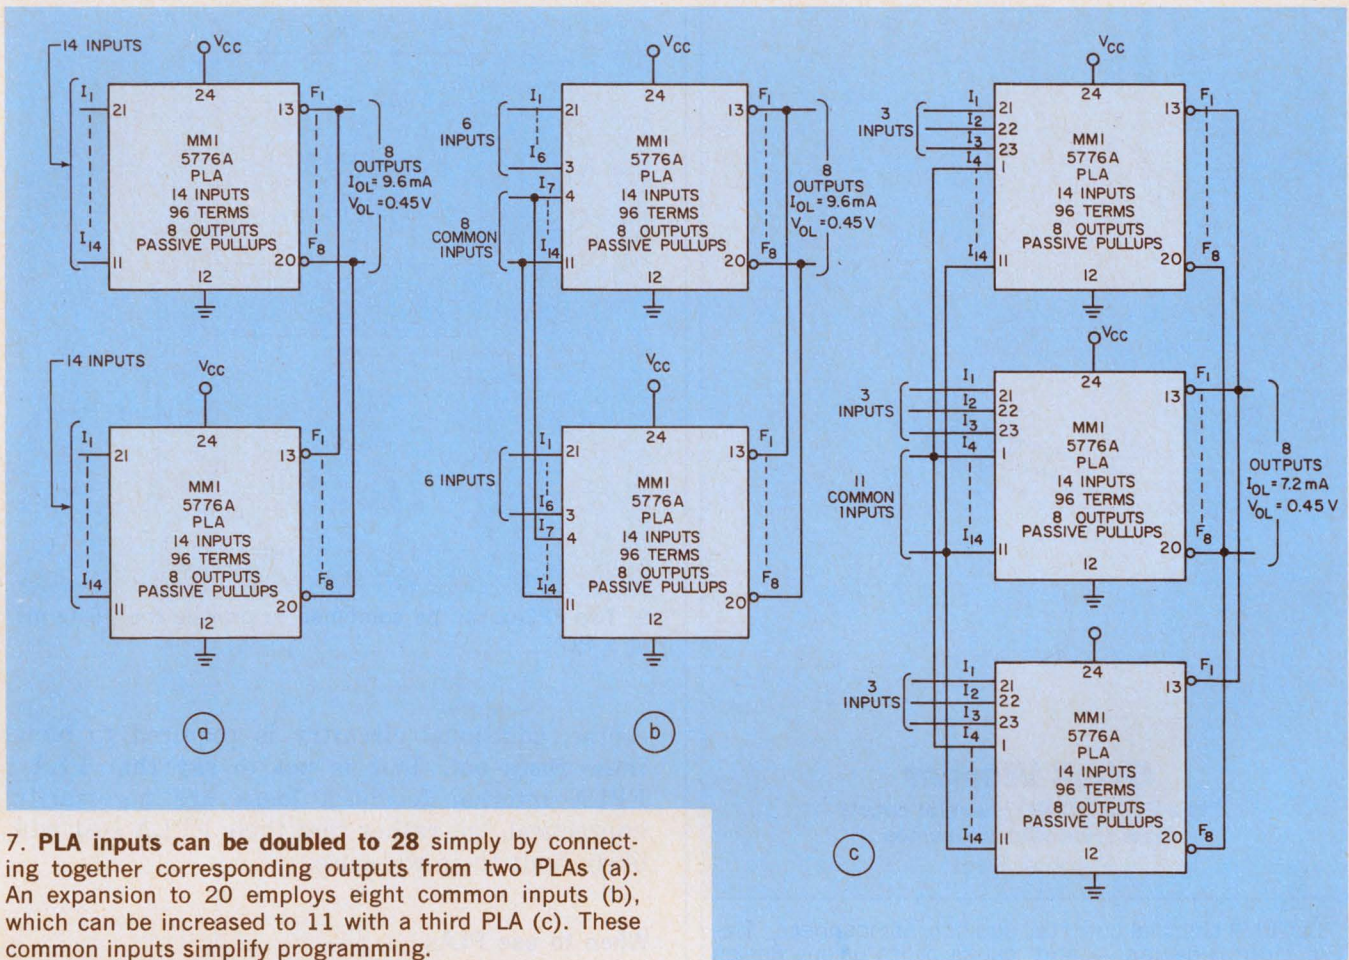 14 INPUTS
VCC
24
I1
21
13
F1
MMI
5776A
PLA
14 INPUTS
96 TERMS
8 OUTPUTS
PASSIVE PULLUPS
I14
11
20
F8
12
8
OUTPUTS
IOL = 9.6mA
VOL = 0.45 V
14 INPUTS
VCC
24
I1
21
13
F1
MMI
5776A
PLA
14 INPUTS
96 TERMS
8 OUTPUTS
PASSIVE PULLUPS
I14
11
20
F8
12
a
VCC
24
I1
21
13
F1
6
INPUTS
I6
3
I7
4
8
COMMON
INPUTS
I14
11
MMI
5776A
PLA
14 INPUTS
96 TERMS
8 OUTPUTS
PASSIVE PULLUPS
20
F8
12
8
OUTPUTS
IOL = 9.6mA
VOL = 0.45 V
VCC
24
I1
21
13
F1
6 INPUTS
I6
3
I7
4
I14
11
MMI
5776A
PLA
14 INPUTS
96 TERMS
8 OUTPUTS
PASSIVE PULLUPS
20
F8
12
b
VCC
24
3
INPUTS
I1
21
I2
22
I3
23
I4
1
I14
11
13
F1
MMI
5776A
PLA
14 INPUTS
96 TERMS
8 OUTPUTS
PASSIVE PULLUPS
20
F8
12
VCC
24
3
INPUTS
I1
21
I2
22
I3
23
I4
1
11
COMMON
INPUTS
I14
11
13
F1
MMI
5776A
PLA
14 INPUTS
96 TERMS
8 OUTPUTS
PASSIVE PULLUPS
20
F8
12
8
OUTPUTS
IOL = 7.2 mA
VOL = 0.45 V
24
3
INPUTS
I1
21
I2
22
I3
23
I4
1
I14
11
13
F1
MMI
5776A
PLA
14 INPUTS
96 TERMS
8 OUTPUTS
PASSIVE PULLUPS
20
F8
12
c
7. PLA inputs can be doubled to 28 simply by connect-
ing together corresponding outputs from two PLAs (a).
An expansion to 20 employs eight common inputs (b),
which can be increased to 11 with a third PLA (c). These
common inputs simplify programming.